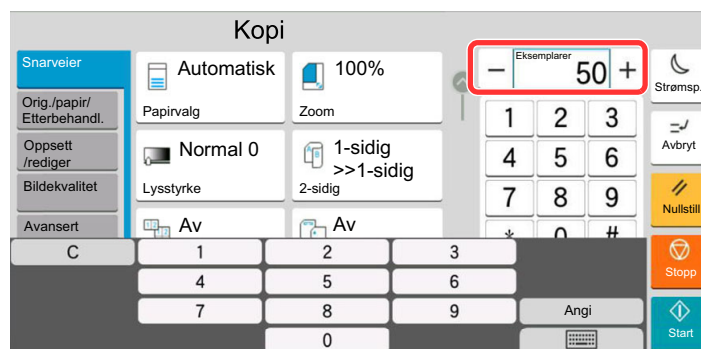 Kopi
Snarveier
Orig./papir/
Etterbehandl.
Oppsett
/rediger
Bildekvalitet
Avansert
Automatisk
Papirvalg
100%
Zoom
Normal 0
Lysstyrke
1-sidig
>>1-sidig
2-sidig
Av
Av
Eksemplarer
− 50 +
1 2 3
4 5 6
7 8 9
* 0 #
Strømsp.
Avbryt
Nullstill
Stopp
Start
C 1 2 3
4 5 6
7 8 9 Angi
0